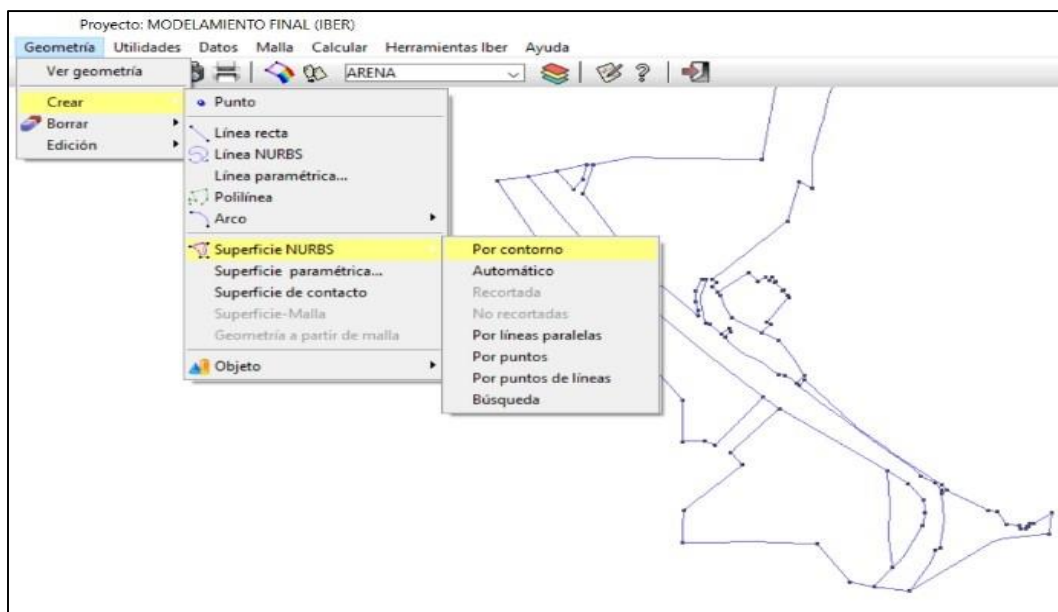 Proyecto: MODELAMIENTO FINAL (IBER)
Geometría Utilidades Datos Malla Calcular Herramientas Iber Ayuda
Ver geometría
ARENA
Crear
Borrar
Edición
Punto
Línea recta
Línea NURBS
Línea paramétrica...
Polilínea
Arco
Superficie NURBS
Superficie paramétrica...
Superficie de contacto
Superficie-Malla
Geometría a partir de malla
Objeto
Por contorno
Automático
Recortada
No recortadas
Por líneas paralelas
Por puntos
Por puntos de líneas
Búsqueda